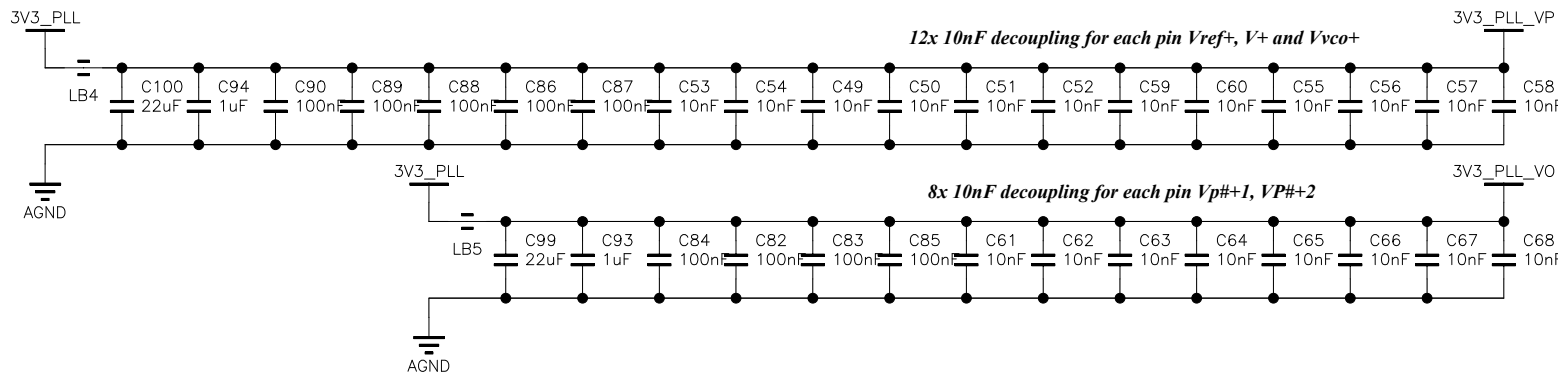 3V3_PLL
12x 10nF decoupling for each pin Vref+, V+ and Vvco+
3V3_PLL_VP
LB4
C100 C94 C90 C89 C88 C86 C87 C53 C54 C49 C50 C51 C52 C59 C60 C55 C56 C57 C58
22uF 1uF 100nF 100nF 100nF 100nF 100nF 10nF 10nF 10nF 10nF 10nF 10nF 10nF 10nF 10nF 10nF 10nF 10nF
AGND
3V3_PLL
8x 10nF decoupling for each pin Vp#+1, VP#+2
3V3_PLL_VO
LB5
C99 C93 C84 C82 C83 C85 C61 C62 C63 C64 C65 C66 C67 C68
22uF 1uF 100nF 100nF 100nF 100nF 10nF 10nF 10nF 10nF 10nF 10nF 10nF 10nF
AGND